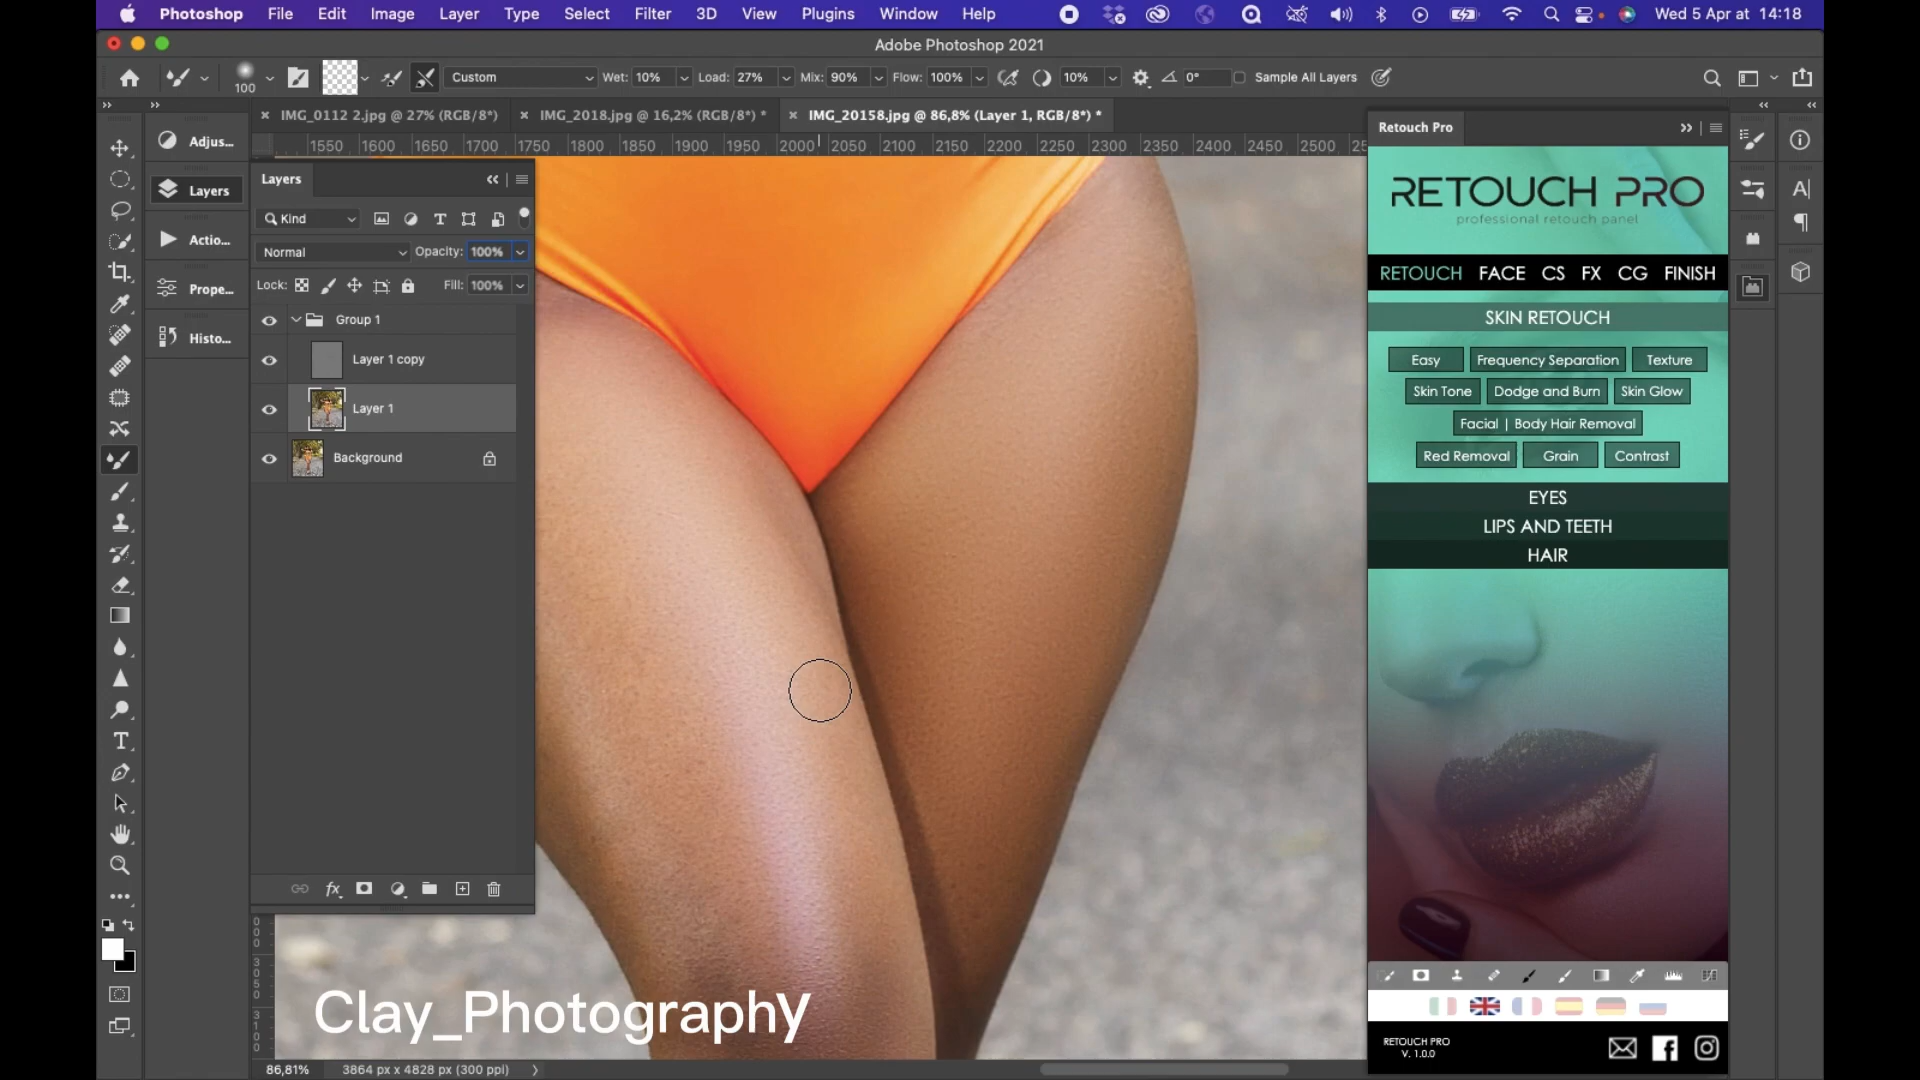 Photoshop File Edit Image Layer Type Select Filter 3D View Plugins Window Help Wed 5 Apr at 14:18
Adobe Photoshop 2021
100 Custom Wet: 10% Load: 27% Mix: 90% Flow: 100% 10% 0° Sample All Layers
IMG_0112 2.jpg @ 27% (RGB/8*) IMG_2018.jpg @ 16,2% (RGB/8*) * IMG_20158.jpg @ 86,8% (Layer 1, RGB/8*) *
1550 1600 1650 1700 1750 1800 1850 1900 1950 2000 2050 2100 2150 2200 2250 2300 2350 2400 2450 2500
Adjus...
Layers
Actio...
Prope...
Histo...
Layers
Kind
Normal Opacity: 100%
Lock: Fill: 100%
Group 1
Layer 1 copy
Layer 1
Background
fx
Clay_Photography
86,81% 3864 px x 4828 px (300 ppi)
Retouch Pro
RETOUCH PRO
professional retouch panel
RETOUCH FACE CS FX CG FINISH
SKIN RETOUCH
Easy Frequency Separation Texture
Skin Tone Dodge and Burn Skin Glow
Facial | Body Hair Removal
Red Removal Grain Contrast
EYES
LIPS AND TEETH
HAIR
RETOUCH PRO
V. 1.0.0